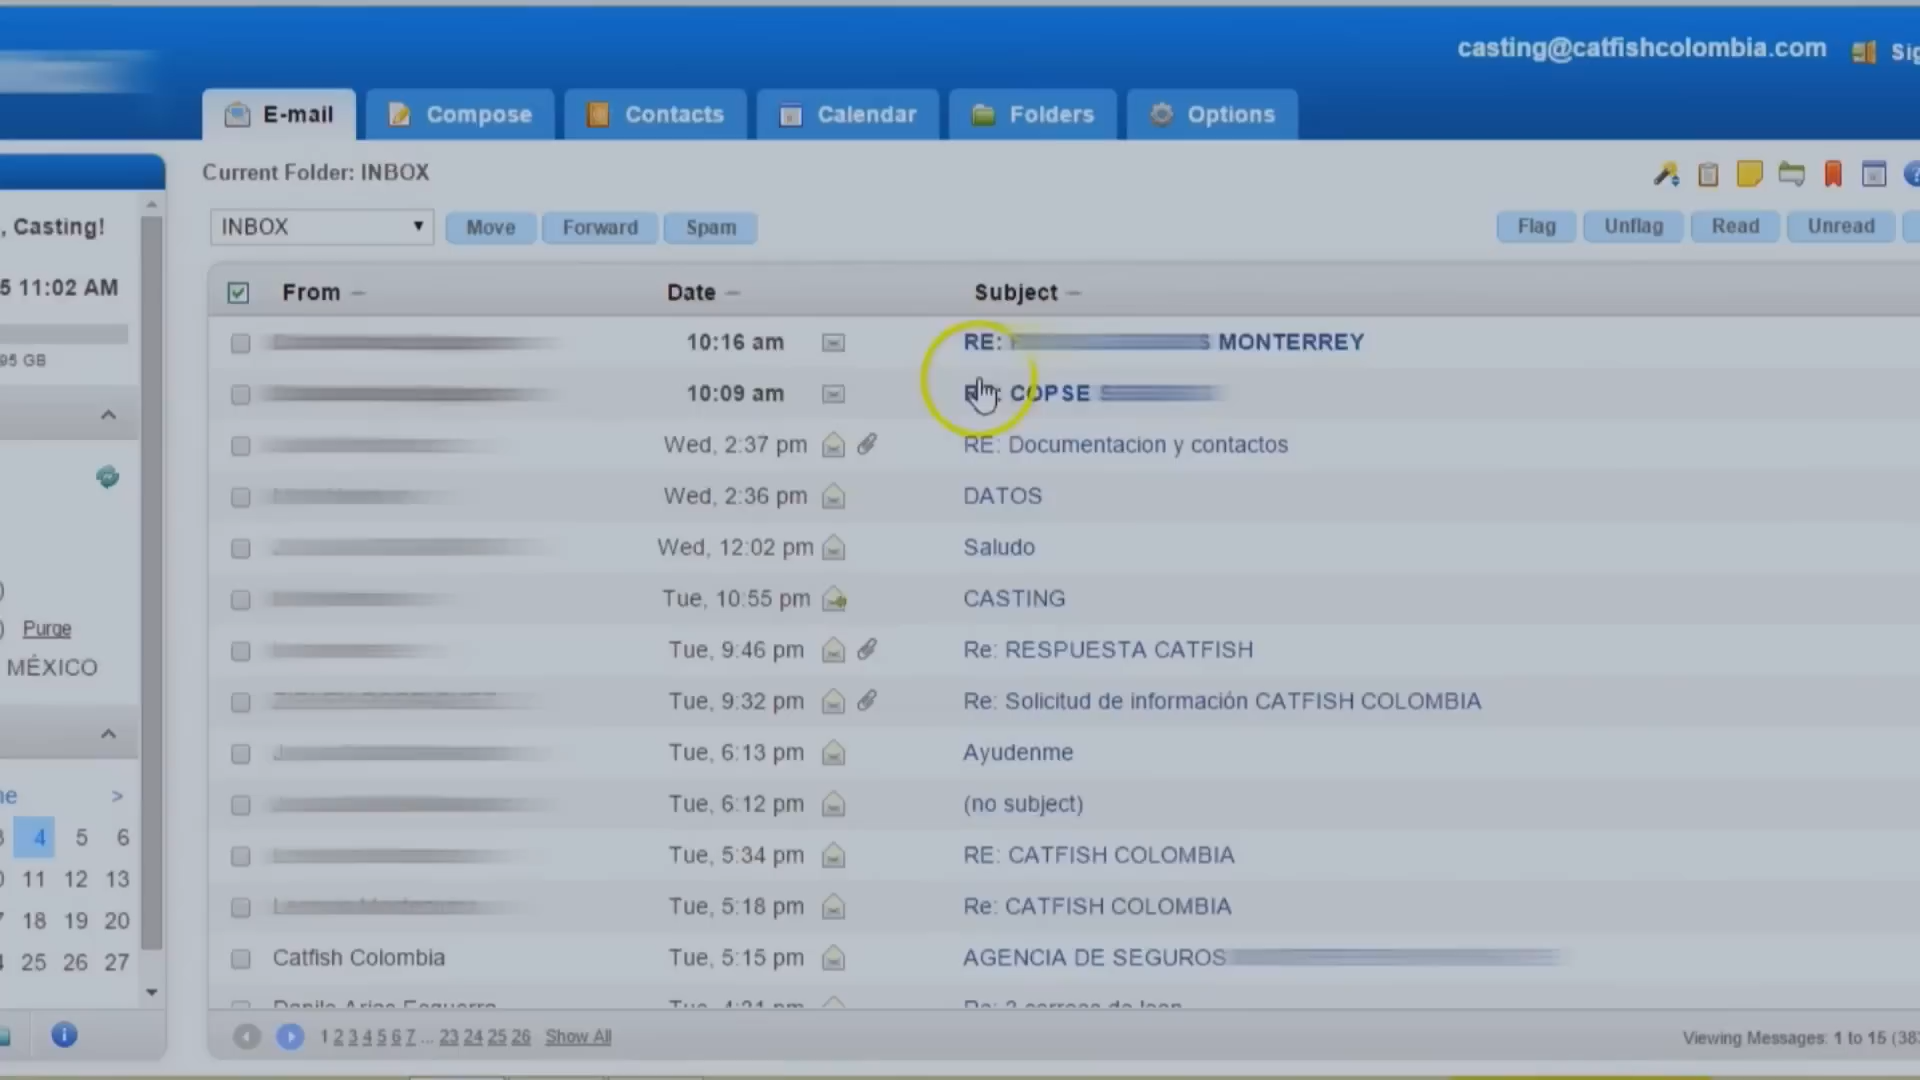 casting@catfishcolombia.com
E-mail Compose Contacts Calendar Folders Options
Current Folder: INBOX
, Casting!
5 11:02 AM
95 GB
Purge
MÉXICO
>
4 5 6
11 12 13
18 19 20
25 26 27
INBOX Move Forward Spam Flag Unflag Read Unread
From Date Subject
10:16 am RE: MONTERREY
10:09 am COPSE
Wed, 2:37 pm RE: Documentacion y contactos
Wed, 2:36 pm DATOS
Wed, 12:02 pm Saludo
Tue, 10:55 pm CASTING
Tue, 9:46 pm Re: RESPUESTA CATFISH
Tue, 9:32 pm Re: Solicitud de información CATFISH COLOMBIA
Tue, 6:13 pm Ayudenme
Tue, 6:12 pm (no subject)
Tue, 5:34 pm RE: CATFISH COLOMBIA
Tue, 5:18 pm Re: CATFISH COLOMBIA
Catfish Colombia Tue, 5:15 pm AGENCIA DE SEGUROS
1 2 3 4 5 6 7 ... 23 24 25 26 Show All
Viewing Messages: 1 to 15 (38